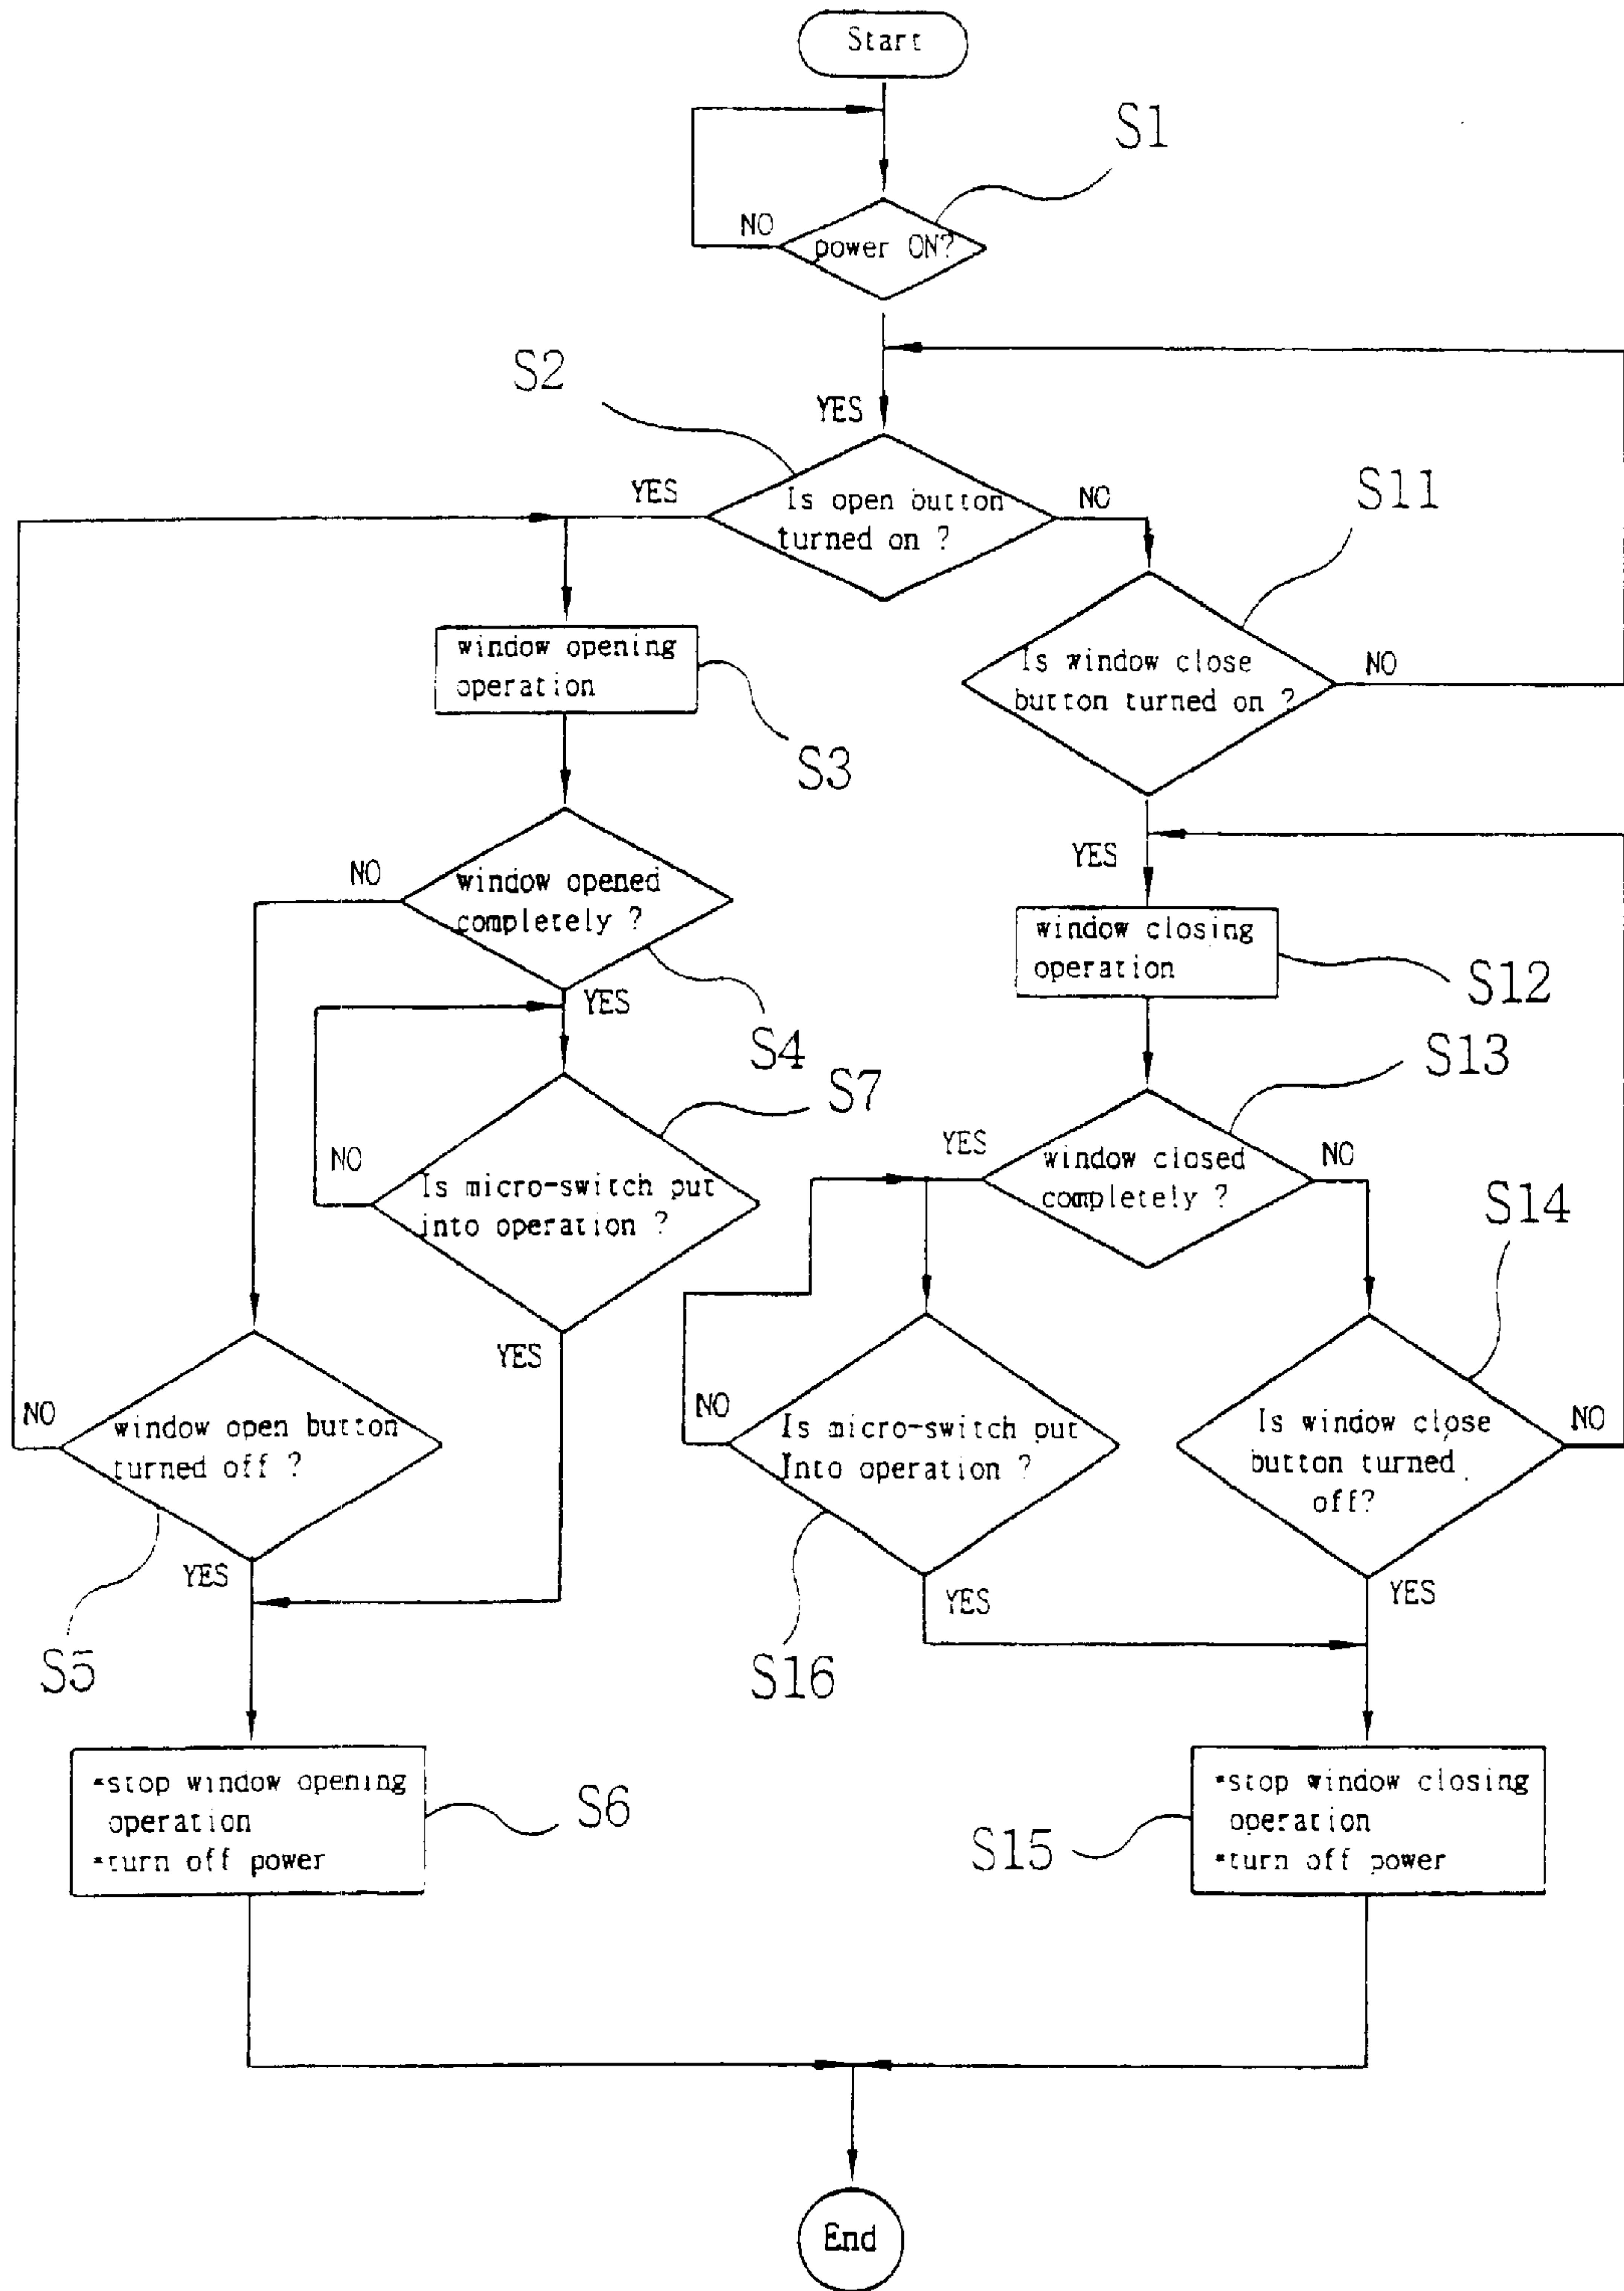 Start
S1
NO
power ON?
S2
YES
YES
Is open button
turned on ?
NO
S11
window opening
operation
S3
Is window close
button turned on ?
NO
NO
window opened
completely ?
YES
S4
YES
window closing
operation
S12
S13
S7
NO
Is micro-switch put
into operation ?
YES
YES
window closed
completely ?
NO
S14
NO
window open button
turned off ?
YES
S5
NO
Is micro-switch put
Into operation ?
YES
S16
Is window close
button turned
off?
NO
YES
*stop window opening
operation
*turn off power
S6
S15
*stop window closing
operation
*turn off power
End